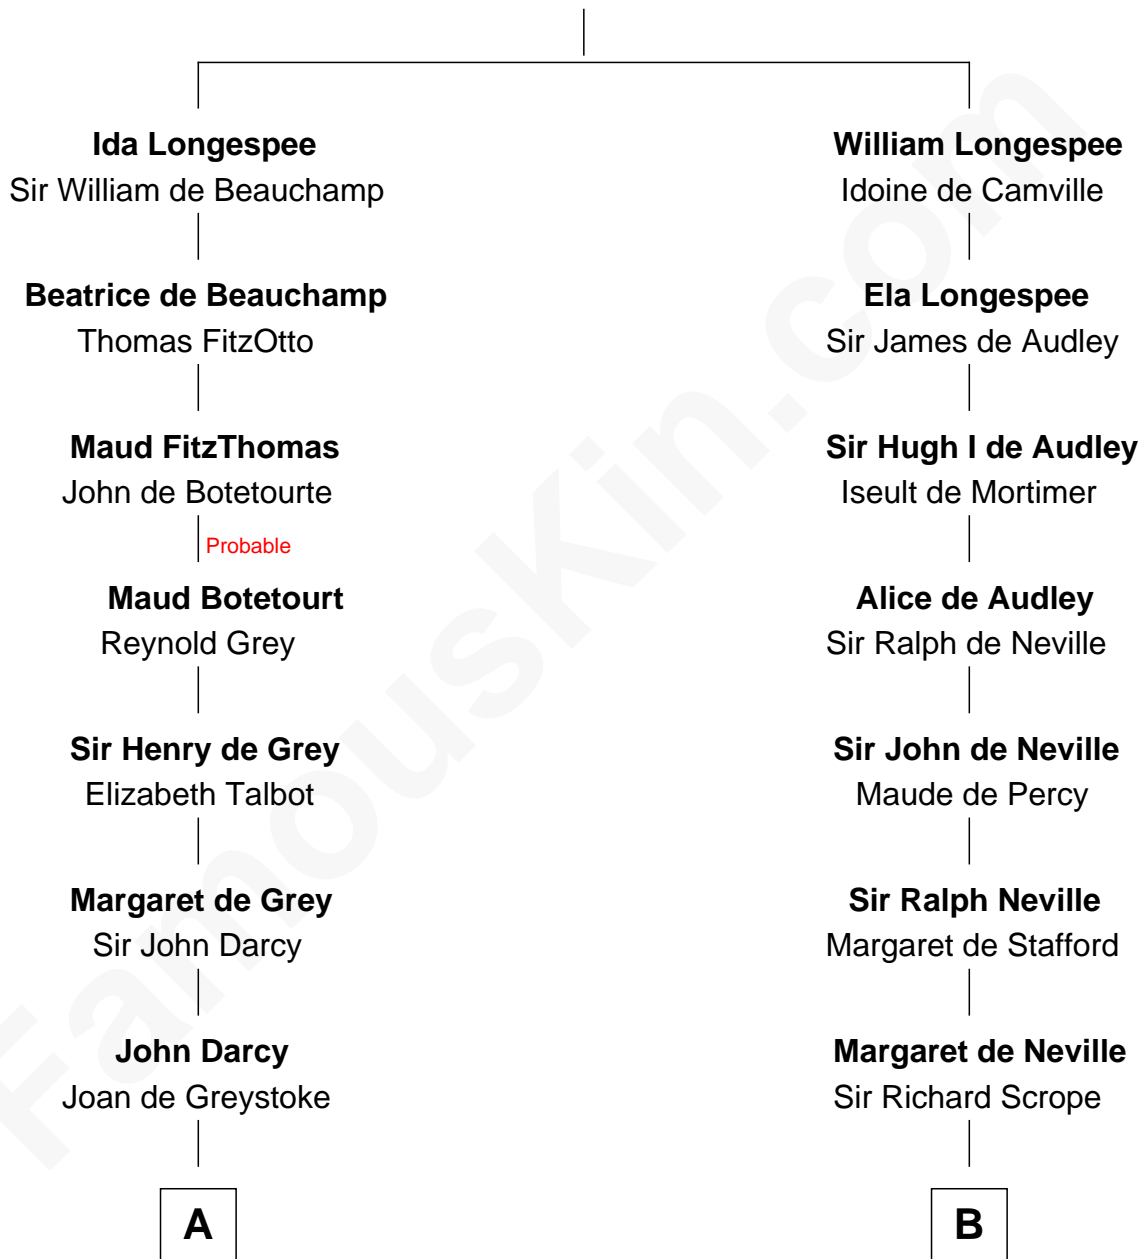 Ida Longespee
Sir William de Beauchamp
Beatrice de Beauchamp
Thomas FitzOtto
Maud FitzThomas
John de Botetourte
Probable
Maud Botetourt
Reynold Grey
Sir Henry de Grey
Elizabeth Talbot
Margaret de Grey
Sir John Darcy
John Darcy
Joan de Greystoke
A
William Longespee
Idoine de Camville
Ela Longespee
Sir James de Audley
Sir Hugh I de Audley
Iseult de Mortimer
Alice de Audley
Sir Ralph de Neville
Sir John de Neville
Maude de Percy
Sir Ralph Neville
Margaret de Stafford
Margaret de Neville
Sir Richard Scrope
B
FamousKin.com